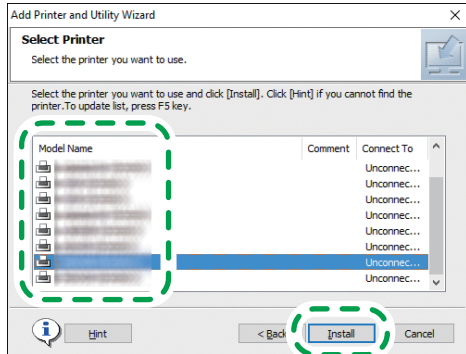 Add Printer and Utility Wizard
Select Printer
Select the printer you want to use.
Select the printer you want to use and click [Install]. Click [Hint] if you cannot find the
printer.To update list, press F5 key.
Model Name Comment Connect To
Unconnec...
Unconnec...
Unconnec...
Unconnec...
Unconnec...
Unconnec...
Unconnec...
Hint < Back Install Cancel